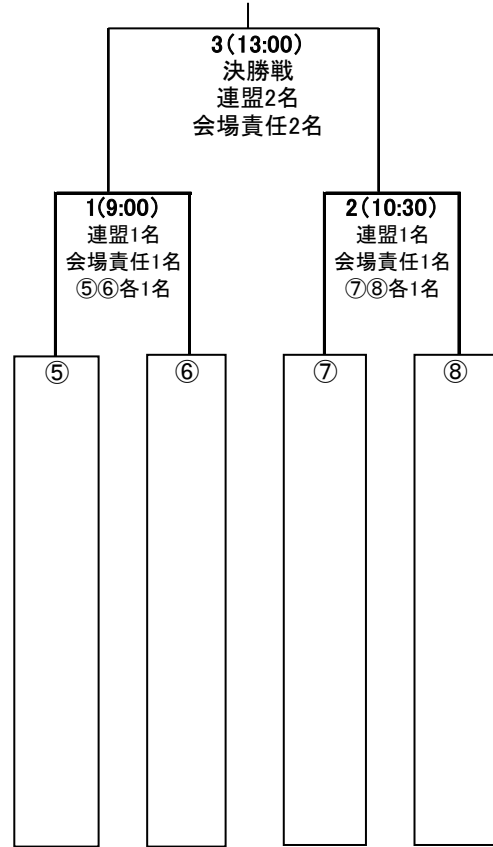 3(13:00)
決勝戦
連盟2名
会場責任2名
1(9:00)
連盟1名
会場責任1名
⑤⑥各1名
2(10:30)
連盟1名
会場責任1名
⑦⑧各1名
⑤
⑥
⑦
⑧